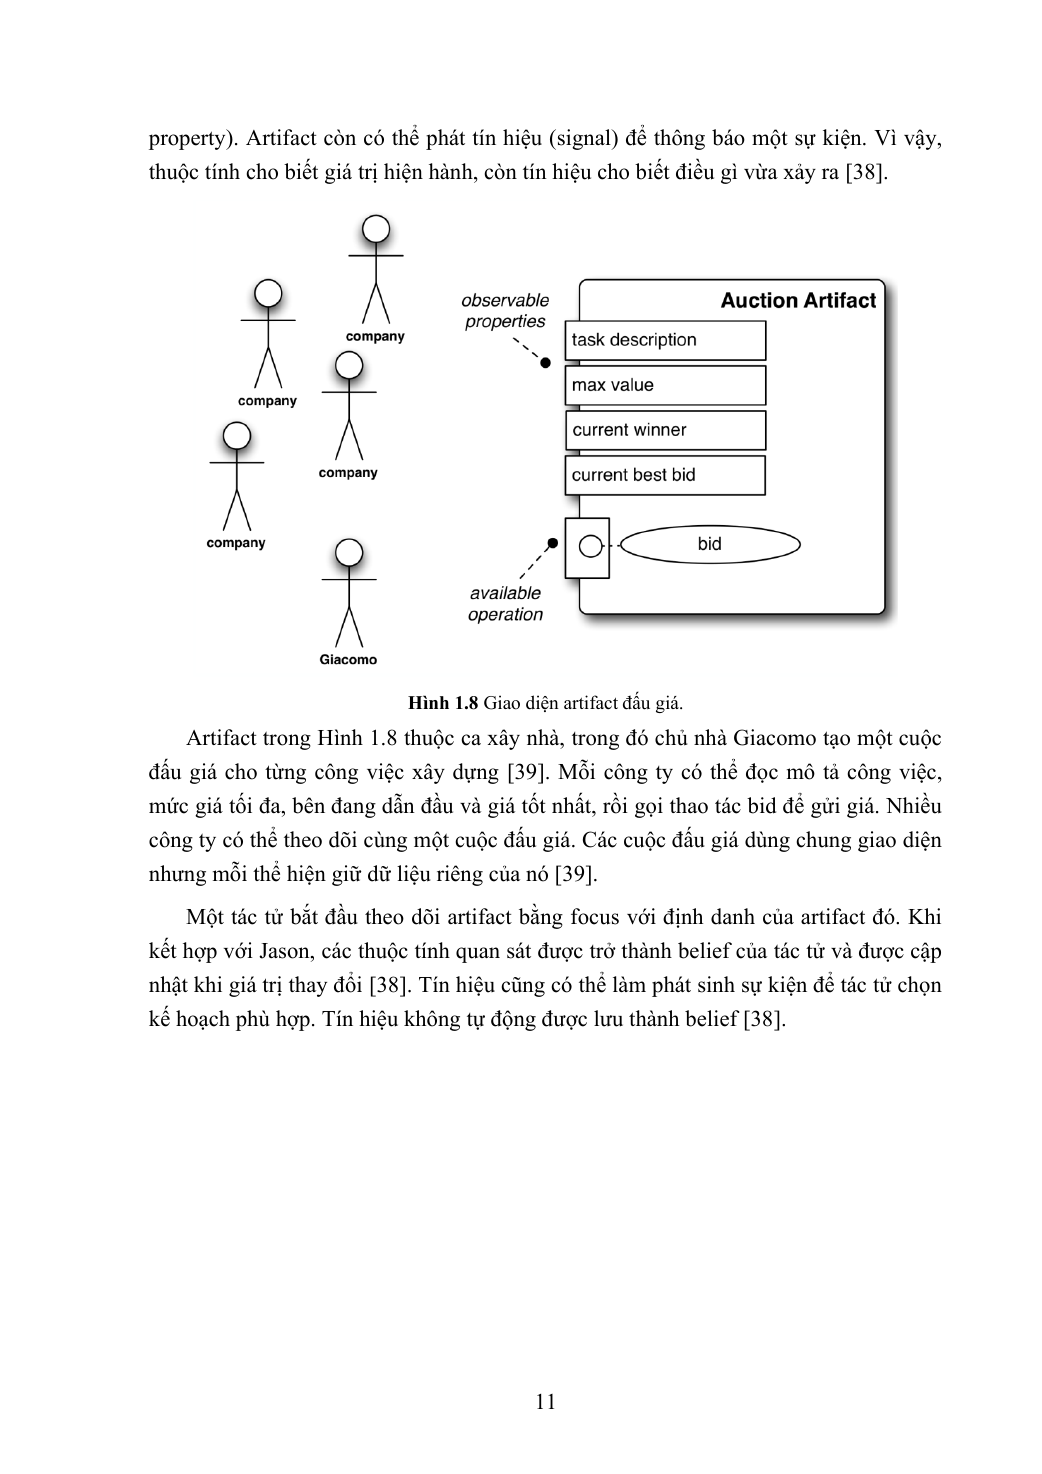 property). Artifact còn có thể phát tín hiệu (signal) để thông báo một sự kiện. Vì vậy,
thuộc tính cho biết giá trị hiện hành, còn tín hiệu cho biết điều gì vừa xảy ra [38].
company
company
company
company
Giacomo
observable
properties
available
operation
Auction Artifact
task description
max value
current winner
current best bid
bid
Hình 1.8 Giao diện artifact đấu giá.
Artifact trong Hình 1.8 thuộc ca xây nhà, trong đó chủ nhà Giacomo tạo một cuộc
đấu giá cho từng công việc xây dựng [39]. Mỗi công ty có thể đọc mô tả công việc,
mức giá tối đa, bên đang dẫn đầu và giá tốt nhất, rồi gọi thao tác bid để gửi giá. Nhiều
công ty có thể theo dõi cùng một cuộc đấu giá. Các cuộc đấu giá dùng chung giao diện
nhưng mỗi thể hiện giữ dữ liệu riêng của nó [39].
Một tác tử bắt đầu theo dõi artifact bằng focus với định danh của artifact đó. Khi
kết hợp với Jason, các thuộc tính quan sát được trở thành belief của tác tử và được cập
nhật khi giá trị thay đổi [38]. Tín hiệu cũng có thể làm phát sinh sự kiện để tác tử chọn
kế hoạch phù hợp. Tín hiệu không tự động được lưu thành belief [38].
11